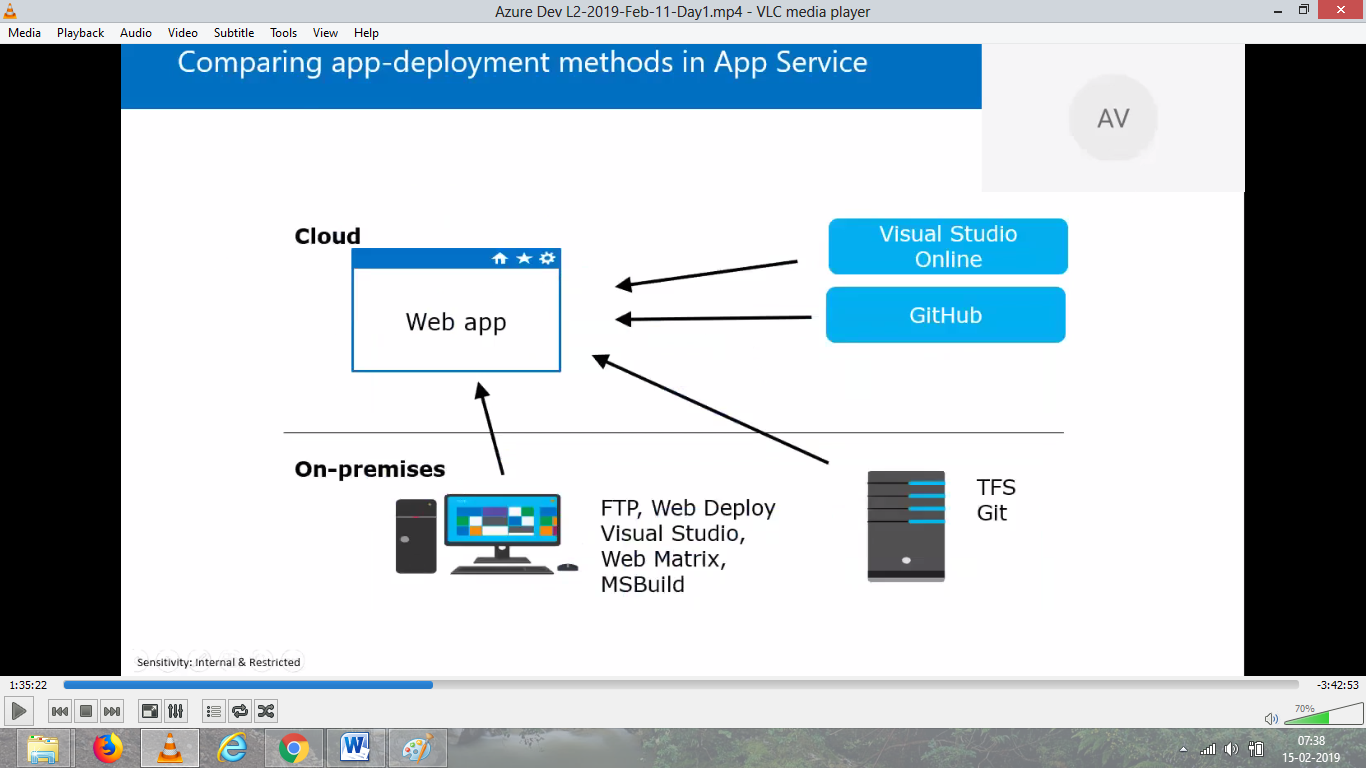 Azure Dev L2-2019-Feb-11-Day1.mp4 - VLC media player
Media Playback Audio Video Subtitle Tools View Help
Comparing app-deployment methods in App Service
AV
Cloud
Web app
Visual Studio
Online
GitHub
On-premises
FTP, Web Deploy
Visual Studio,
Web Matrix,
MSBuild
TFS
Git
Sensitivity: Internal & Restricted
1:35:22
-3:42:53
70%
07:38
15-02-2019